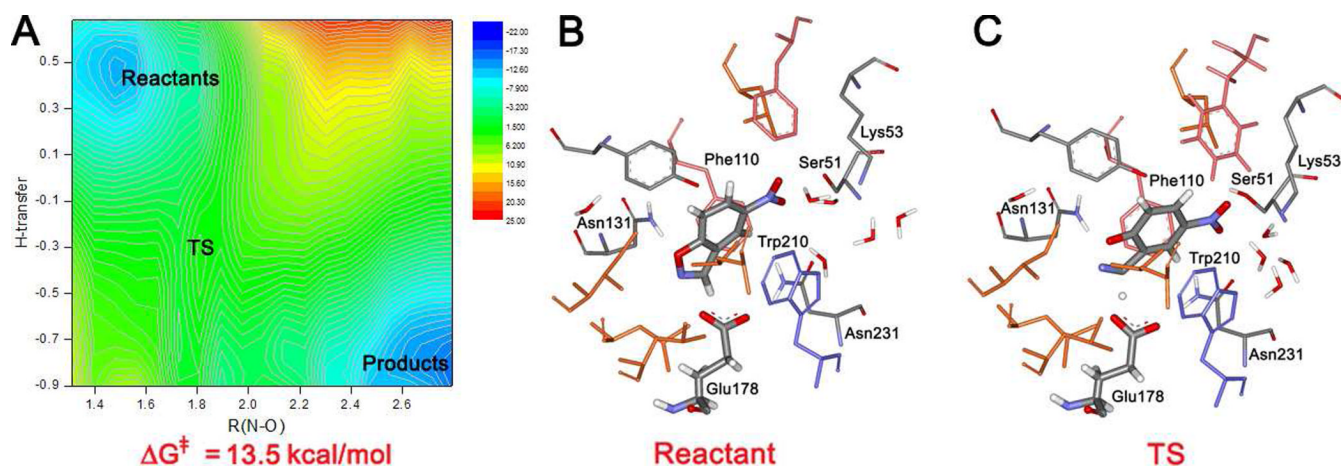 A
0.5
0.3
0.1
-0.1
-0.3
-0.5
-0.7
-0.9
H-transfer
Reactants
TS
Products
1.4 1.6 1.8 2.0 2.2 2.4 2.6
R(N-O)
-22.00
-17.30
-12.60
-7.900
-3.200
1.500
6.200
10.90
15.60
20.30
25.00
ΔG‡ = 13.5 kcal/mol
B
Lys53
Phe110
Ser51
Asn131
Trp210
Asn231
Glu178
Reactant
C
Lys53
Phe110
Ser51
Asn131
Trp210
Asn231
Glu178
TS